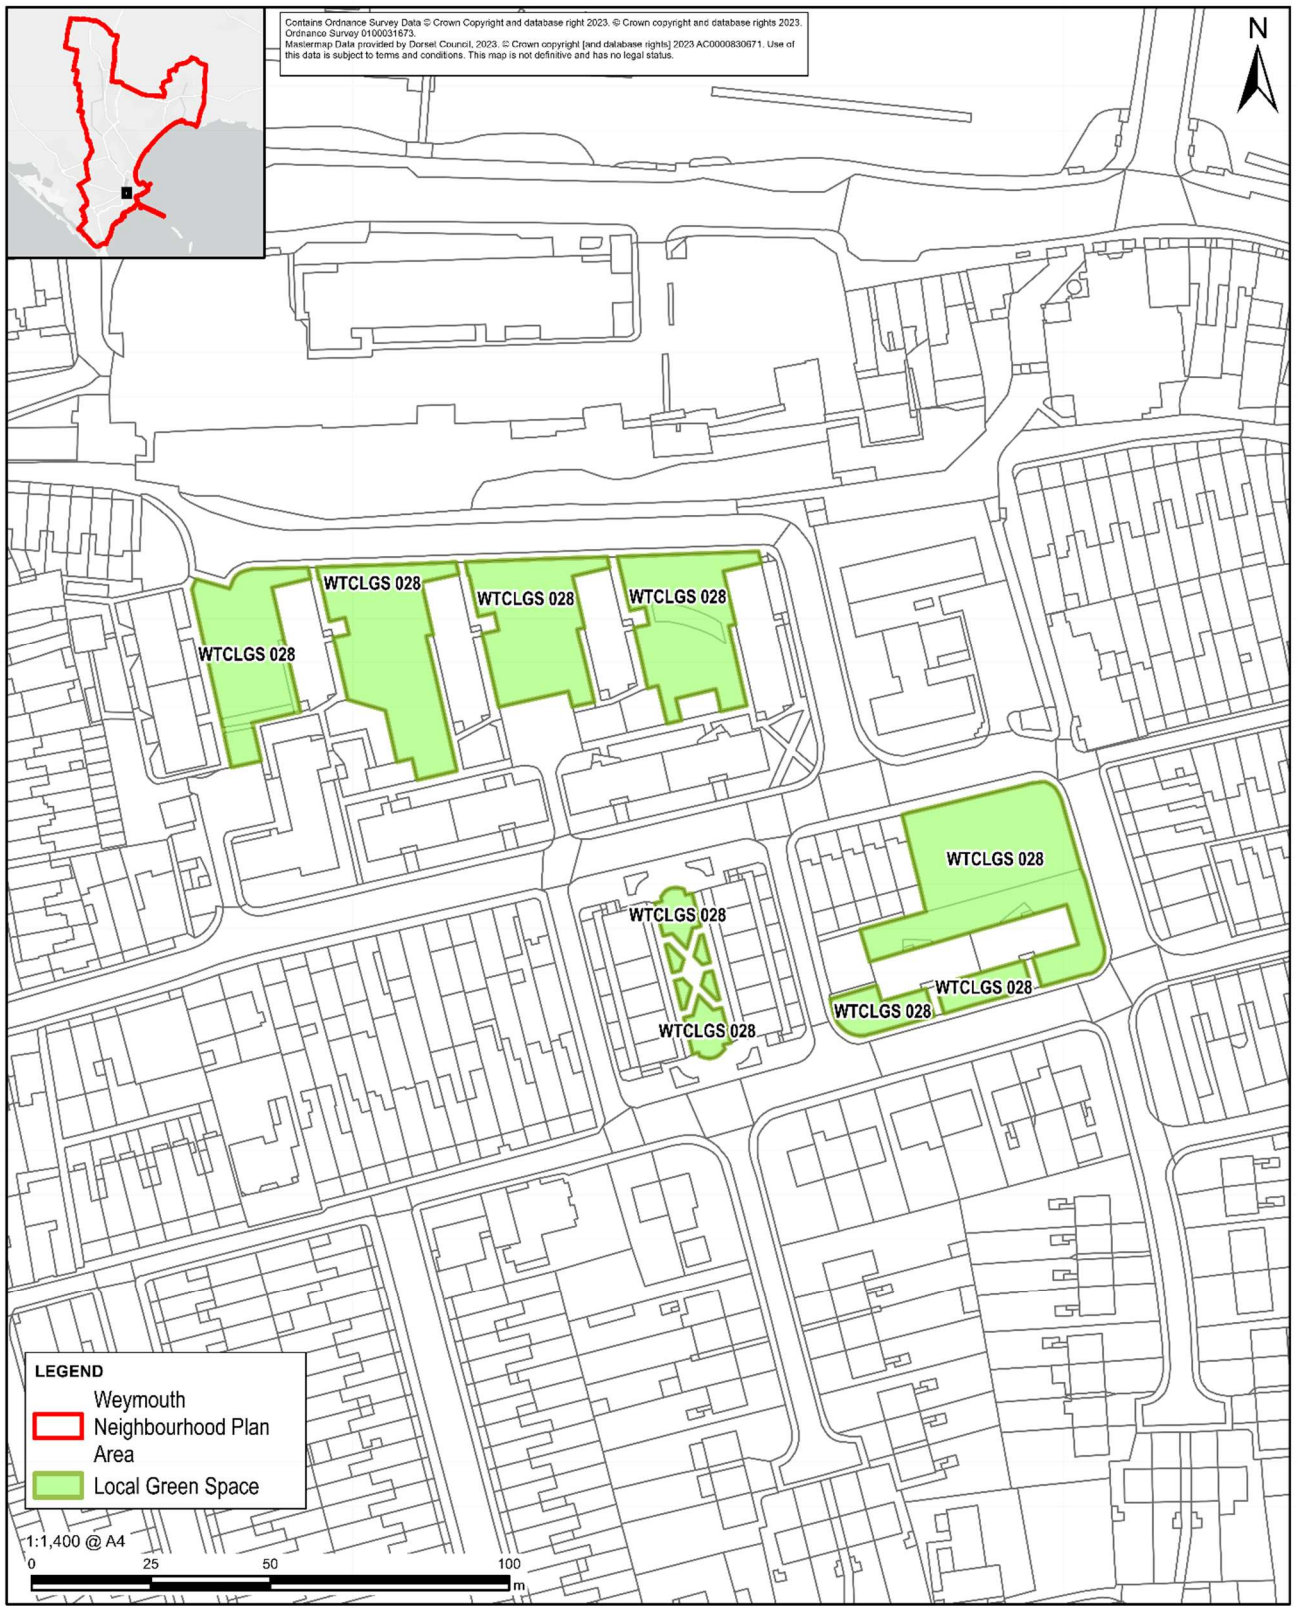 Contains Ordnance Survey Data © Crown Copyright and database right 2023. © Crown copyright and database rights 2023.
Ordnance Survey 0100031673.
Mastermap Data provided by Dorset Council, 2023. © Crown copyright [and database rights] 2023 AC0000830671. Use of
this data is subject to terms and conditions. This map is not definitive and has no legal status.
N
WTCLGS 028
WTCLGS 028
WTCLGS 028
WTCLGS 028
WTCLGS 028
WTCLGS 028
WTCLGS 028
WTCLGS 028
WTCLGS 028
WTCLGS 028
LEGEND
Weymouth
Neighbourhood Plan
Area
Local Green Space
1:1,400 @ A4
0 25 50 100
m